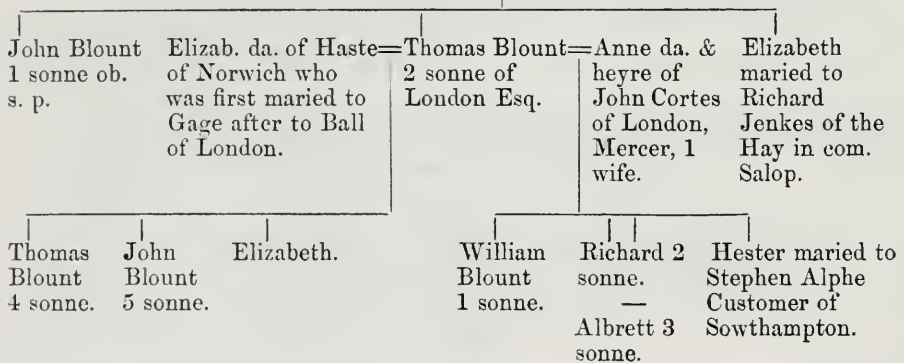 John Blount
1 sonne ob.
s. p.
Elizab. da. of Haste=Thomas Blount=Anne da. &
of Norwich who
was first maried to
Gage after to Ball
of London.
2 sonne of
London Esq.
heyre of
John Cortes
of London,
Mercer, 1
wife.
Elizabeth
maried to
Richard
Jenkes of the
Hay in com.
Salop.
Thomas
Blount
4 sonne.
John
Blount
5 sonne.
Elizabeth.
William
Blount
1 sonne.
Richard 2
sonne.
—
Albrett 3
sonne.
Hester maried to
Stephen Alphe
Customer of
Sowthampton.